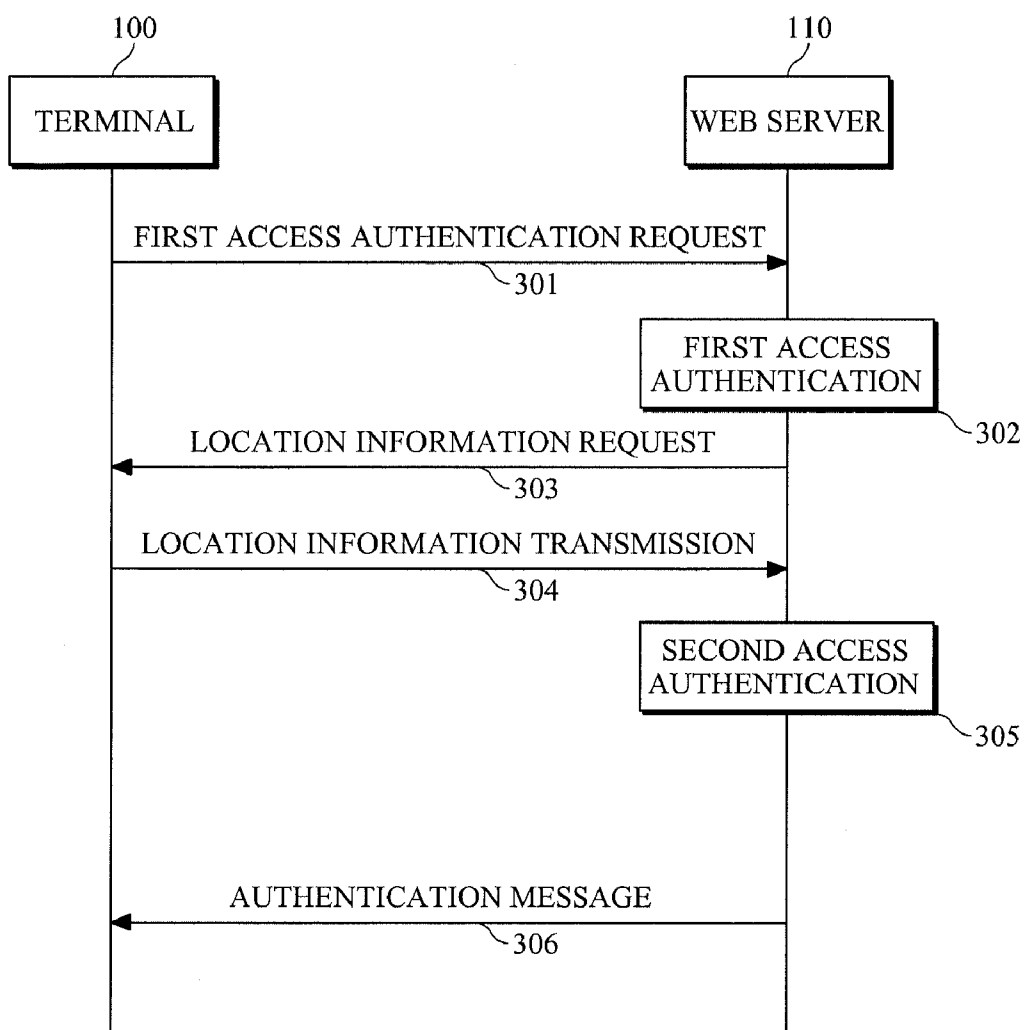 100
110
TERMINAL
WEB SERVER
FIRST ACCESS AUTHENTICATION REQUEST
301
FIRST ACCESS
AUTHENTICATION
302
LOCATION INFORMATION REQUEST
303
LOCATION INFORMATION TRANSMISSION
304
SECOND ACCESS
AUTHENTICATION
305
AUTHENTICATION MESSAGE
306